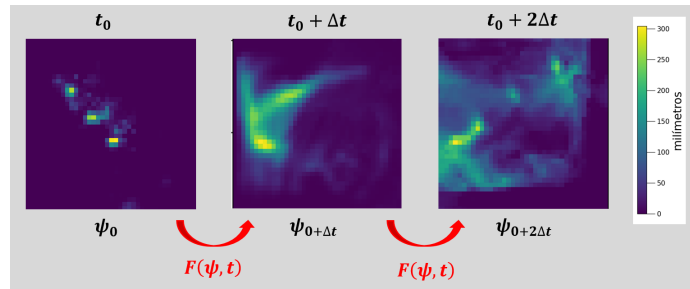 t₀
t₀ + Δt
t₀ + 2Δt
ψ₀
ψ₀₊Δt
ψ₀₊₂Δt
F(ψ, t)
F(ψ, t)
300
250
200
150
100
50
0
milímetros